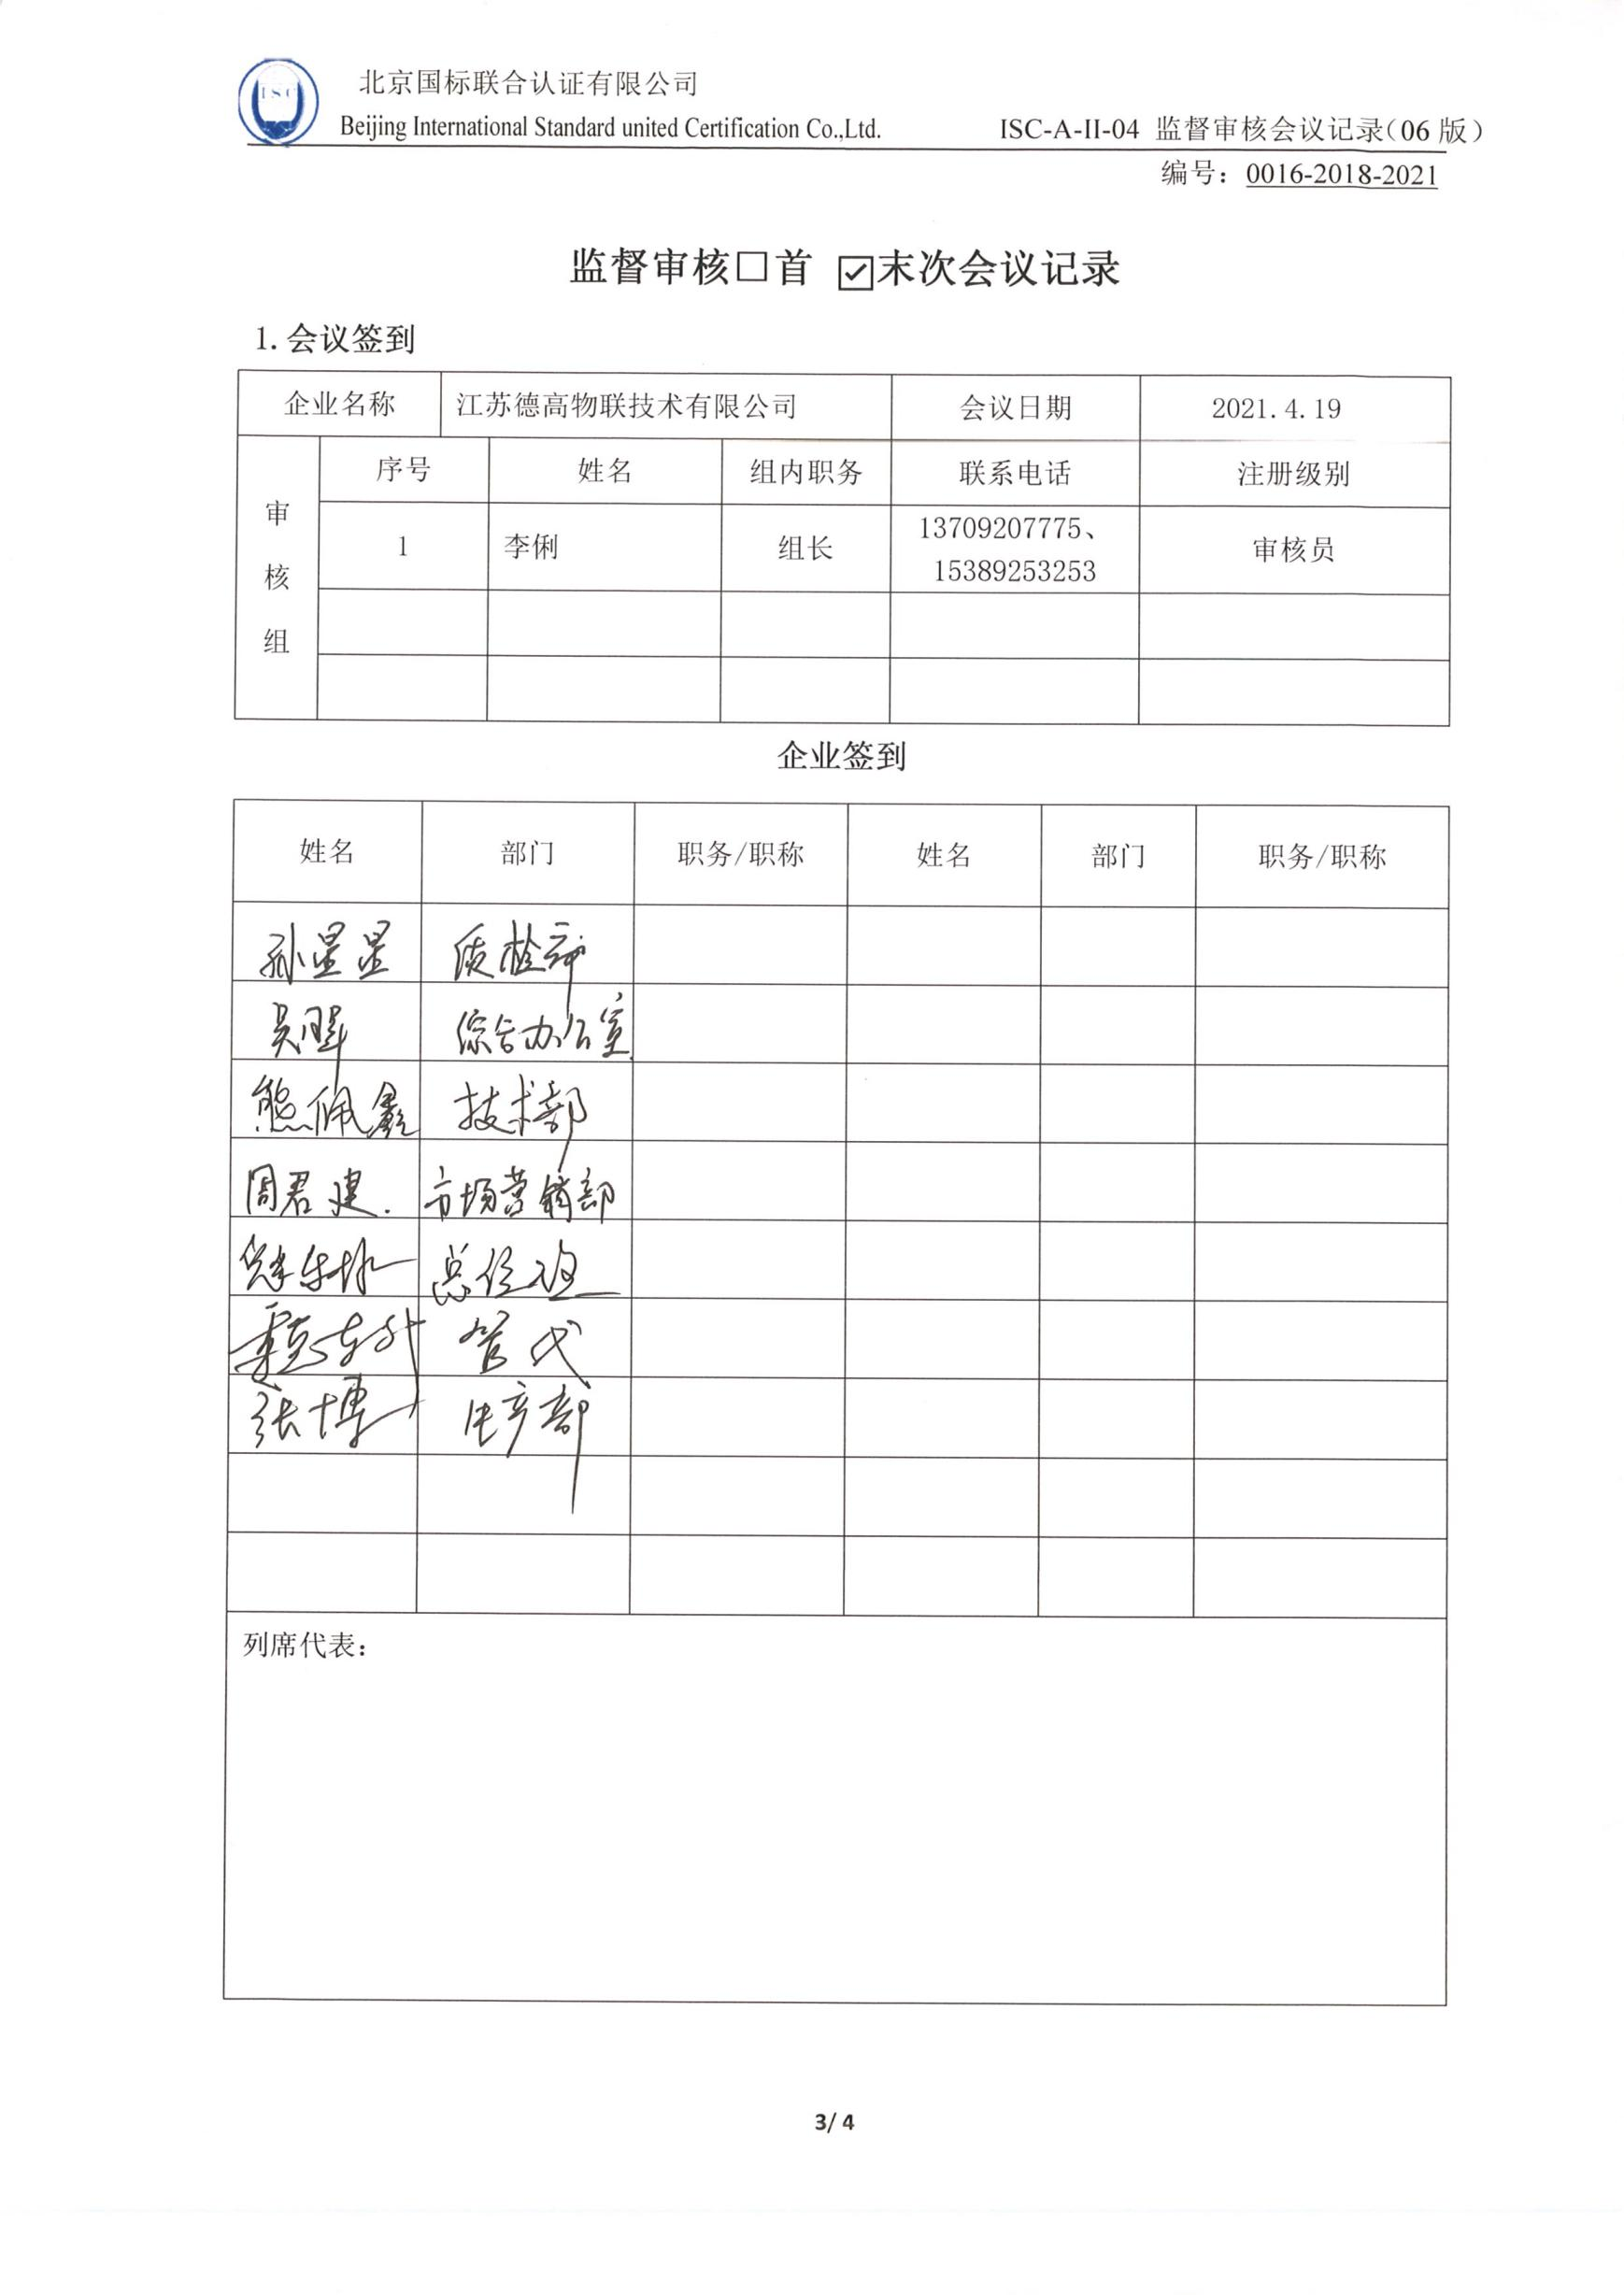 ISC
北京国标联合认证有限公司
Beijing International Standard united Certification Co.,Ltd.
ISC-A-II-04 监督审核会议记录(06 版)
编号: 0016-2018-2021
监督审核□首 ☑末次会议记录
1.会议签到
企业名称 江苏德高物联技术有限公司 会议日期 2021.4.19
审核组 序号 姓名 组内职务 联系电话 注册级别
1 李俐 组长 13709207775、 审核员
15389253253
企业签到
姓名 部门 职务/职称 姓名 部门 职务/职称
孙星星 质检部
吴 综合办公室
熊佩鑫 技术部
周君建. 市场营销部
总经理
管代
张博 生产部
列席代表:
3/ 4